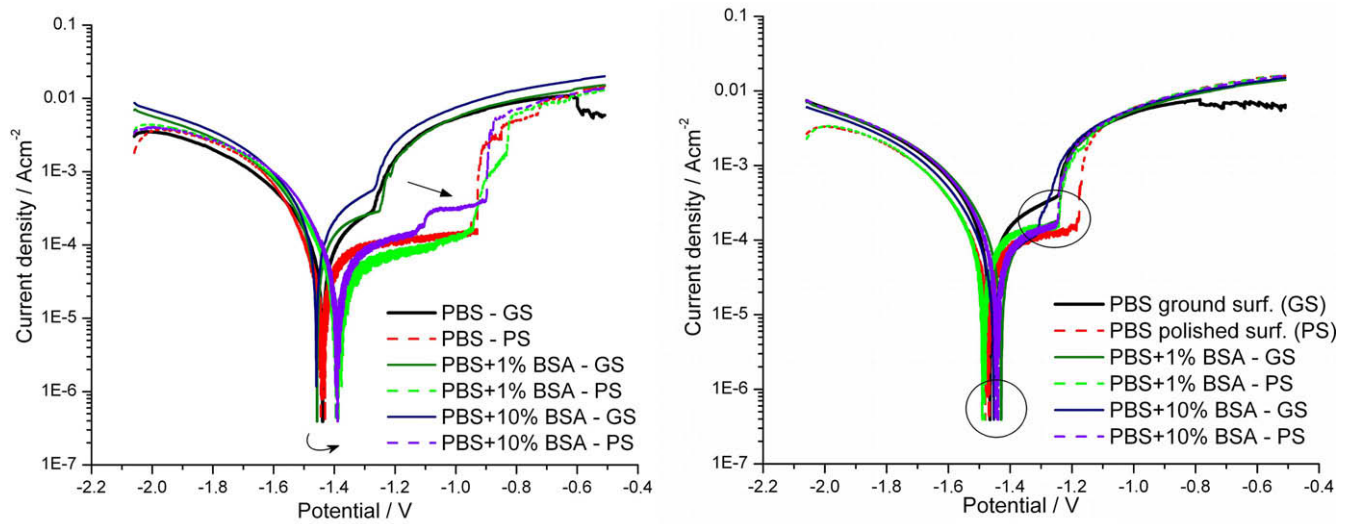 0.1
0.01
1E-3
1E-4
1E-5
1E-6
1E-7
Current density / Acm⁻²
-2.2 -2.0 -1.8 -1.6 -1.4 -1.2 -1.0 -0.8 -0.6 -0.4
Potential / V
PBS - GS
PBS - PS
PBS+1% BSA - GS
PBS+1% BSA - PS
PBS+10% BSA - GS
PBS+10% BSA - PS
0.1
0.01
1E-3
1E-4
1E-5
1E-6
1E-7
Current density / Acm⁻²
-2.2 -2.0 -1.8 -1.6 -1.4 -1.2 -1.0 -0.8 -0.6 -0.4
Potential / V
PBS ground surf. (GS)
PBS polished surf. (PS)
PBS+1% BSA - GS
PBS+1% BSA - PS
PBS+10% BSA - GS
PBS+10% BSA - PS